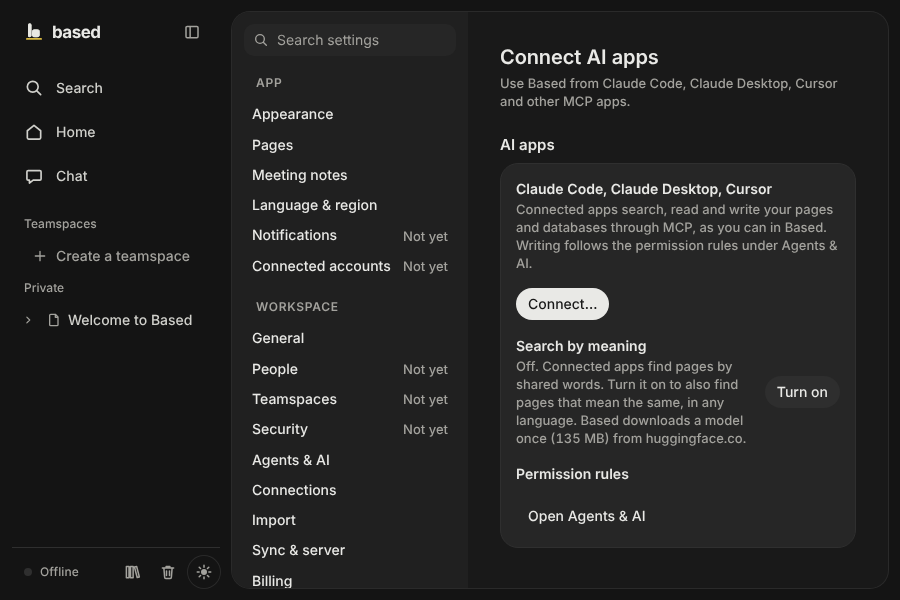 based
Search
Home
Chat
Teamspaces
Create a teamspace
Private
Welcome to Based
Offline
Search settings
APP
Appearance
Pages
Meeting notes
Language & region
Notifications Not yet
Connected accounts Not yet
WORKSPACE
General
People Not yet
Teamspaces Not yet
Security Not yet
Agents & AI
Connections
Import
Sync & server
Billing
Connect AI apps
Use Based from Claude Code, Claude Desktop, Cursor
and other MCP apps.
AI apps
Claude Code, Claude Desktop, Cursor
Connected apps search, read and write your pages
and databases through MCP, as you can in Based.
Writing follows the permission rules under Agents &
AI.
Connect...
Search by meaning
Off. Connected apps find pages by
shared words. Turn it on to also find
pages that mean the same, in any
language. Based downloads a model
once (135 MB) from huggingface.co.
Turn on
Permission rules
Open Agents & AI